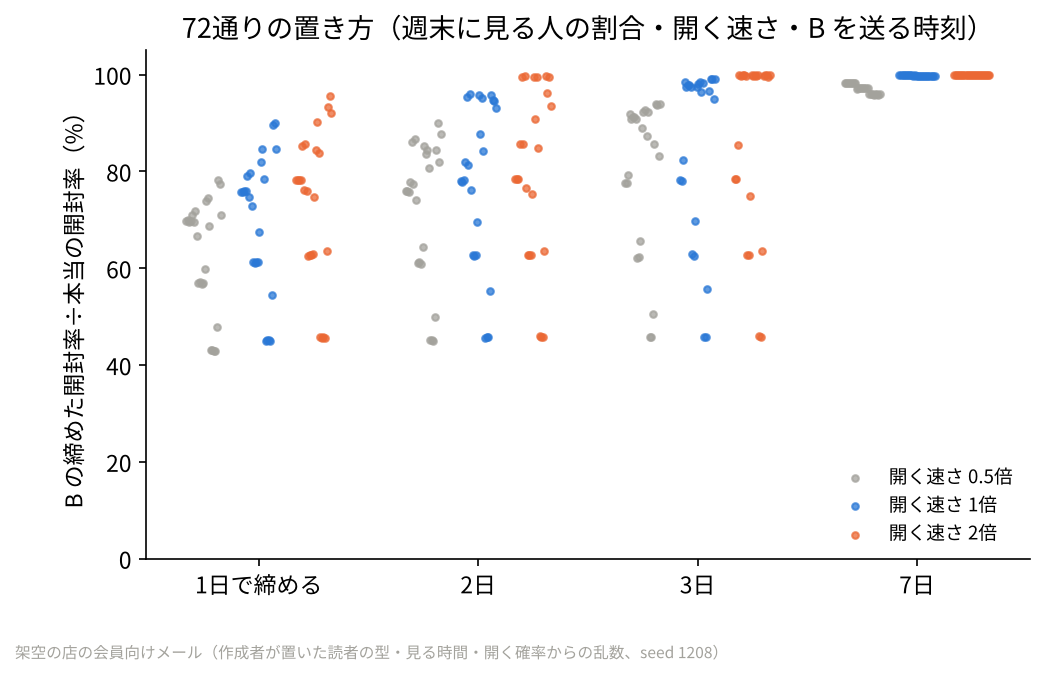 72通りの置き方（週末に見る人の割合・開く速さ・B を送る時刻）
B の締めた開封率÷本当の開封率（%）
100
80
60
40
20
0
開く速さ 0.5倍
開く速さ 1倍
開く速さ 2倍
1日で締める
2日
3日
7日
架空の店の会員向けメール（作成者が置いた読者の型・見る時間・開く確率からの乱数、seed 1208）